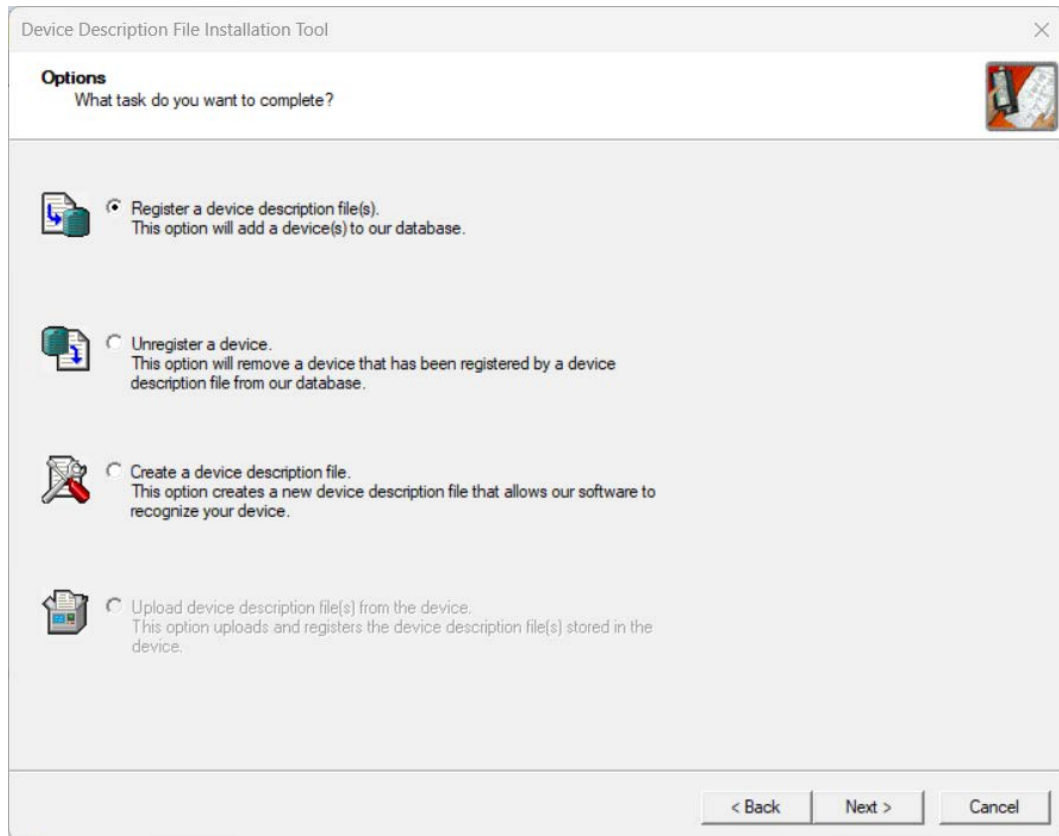 Device Description File Installation Tool
Options
What task do you want to complete?
Register a device description file(s).
This option will add a device(s) to our database.
Unregister a device.
This option will remove a device that has been registered by a device
description file from our database.
Create a device description file.
This option creates a new device description file that allows our software to
recognize your device.
Upload device description file(s) from the device.
This option uploads and registers the device description file(s) stored in the
device.
< Back
Next >
Cancel